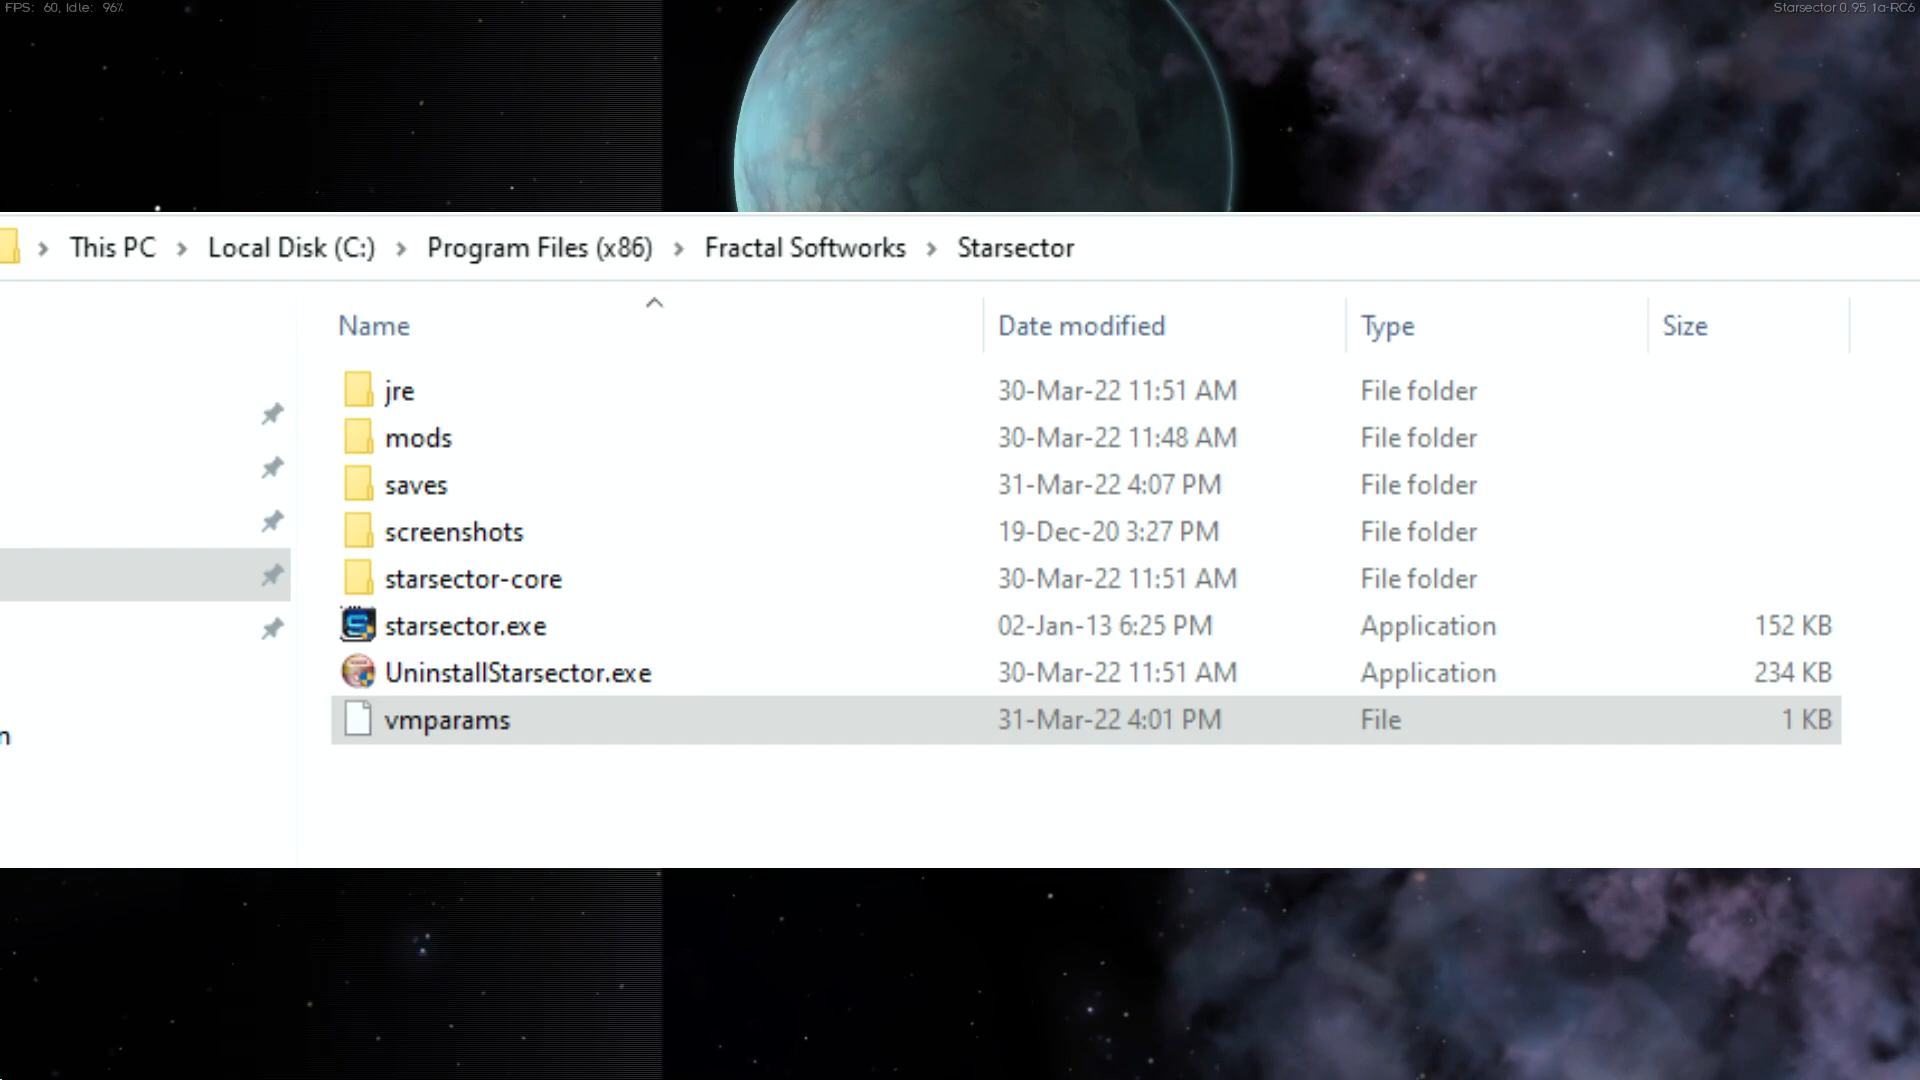 FPS: 60, Idle: 96%
Starsector 0.95.1a-RC6
This PC > Local Disk (C:) > Program Files (x86) > Fractal Softworks > Starsector
Name Date modified Type Size
jre 30-Mar-22 11:51 AM File folder
mods 30-Mar-22 11:48 AM File folder
saves 31-Mar-22 4:07 PM File folder
screenshots 19-Dec-20 3:27 PM File folder
starsector-core 30-Mar-22 11:51 AM File folder
starsector.exe 02-Jan-13 6:25 PM Application 152 KB
UninstallStarsector.exe 30-Mar-22 11:51 AM Application 234 KB
vmparams 31-Mar-22 4:01 PM File 1 KB
n